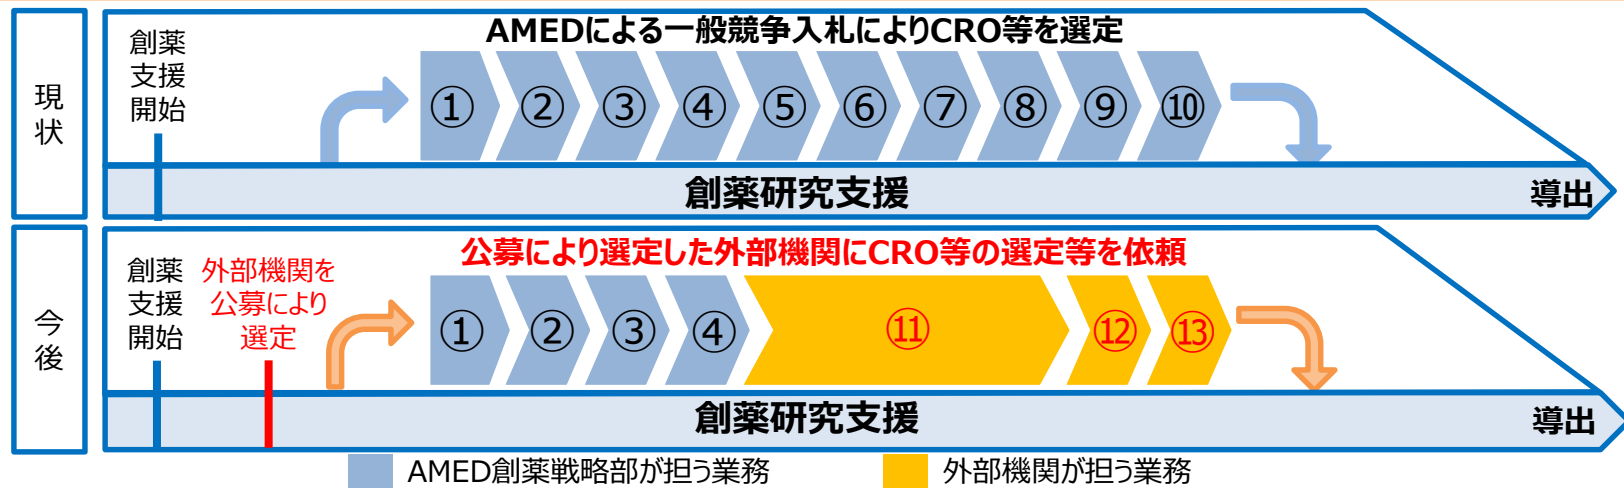 現
状
創薬
支援
開始
AMEDによる一般競争入札によりCRO等を選定
① ② ③ ④ ⑤ ⑥ ⑦ ⑧ ⑨ ⑩
創薬研究支援
導出
今
後
創薬
支援
開始
外部機関を
公募により
選定
公募により選定した外部機関にCRO等の選定等を依頼
① ② ③ ④ ⑪ ⑫ ⑬
創薬研究支援
導出
AMED創薬戦略部が担う業務
外部機関が担う業務